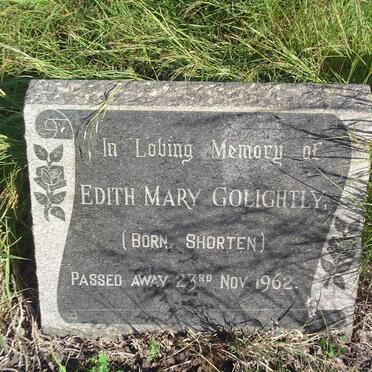 In Loving Memory of
EDITH MARY GOLIGHTLY,
(BORN, SHORTEN)
PASSED AWAY 23RD NOV. 1962.